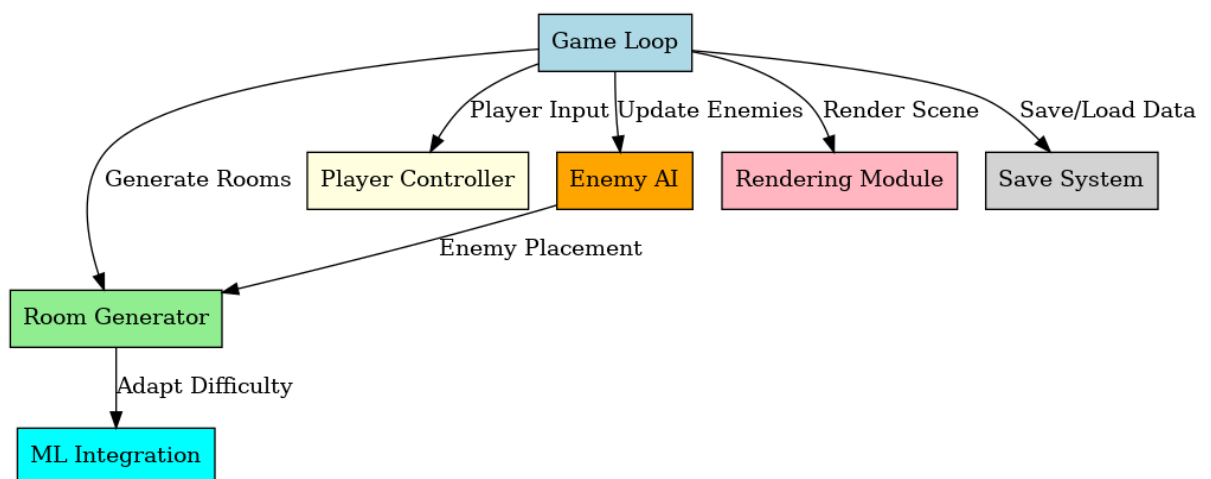 Game Loop
Player Input
Update Enemies
Render Scene
Save/Load Data
Generate Rooms
Player Controller
Enemy AI
Rendering Module
Save System
Enemy Placement
Room Generator
Adapt Difficulty
ML Integration